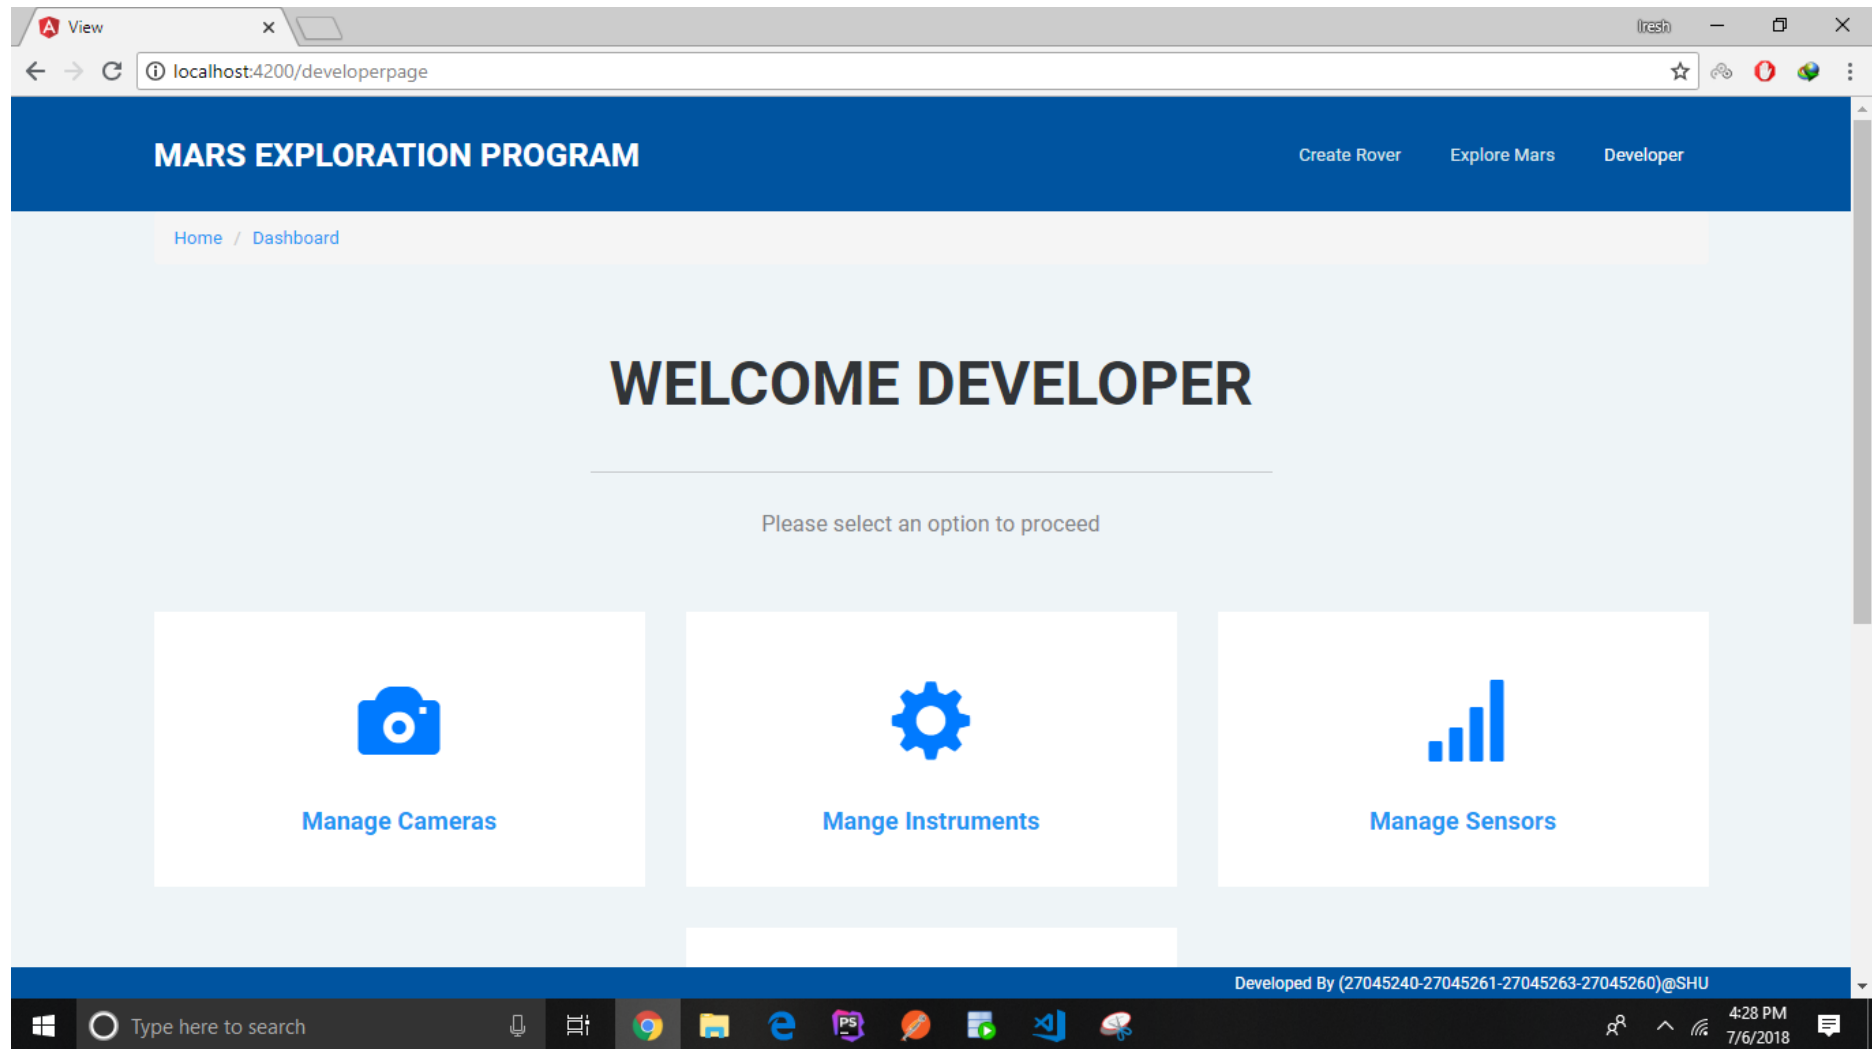 View
Iresh
localhost:4200/developerpage
MARS EXPLORATION PROGRAM
Create Rover Explore Mars Developer
Home / Dashboard
WELCOME DEVELOPER
Please select an option to proceed
Manage Cameras
Mange Instruments
Manage Sensors
Developed By (27045240-27045261-27045263-27045260)@SHU
Type here to search
PS
4:28 PM
7/6/2018